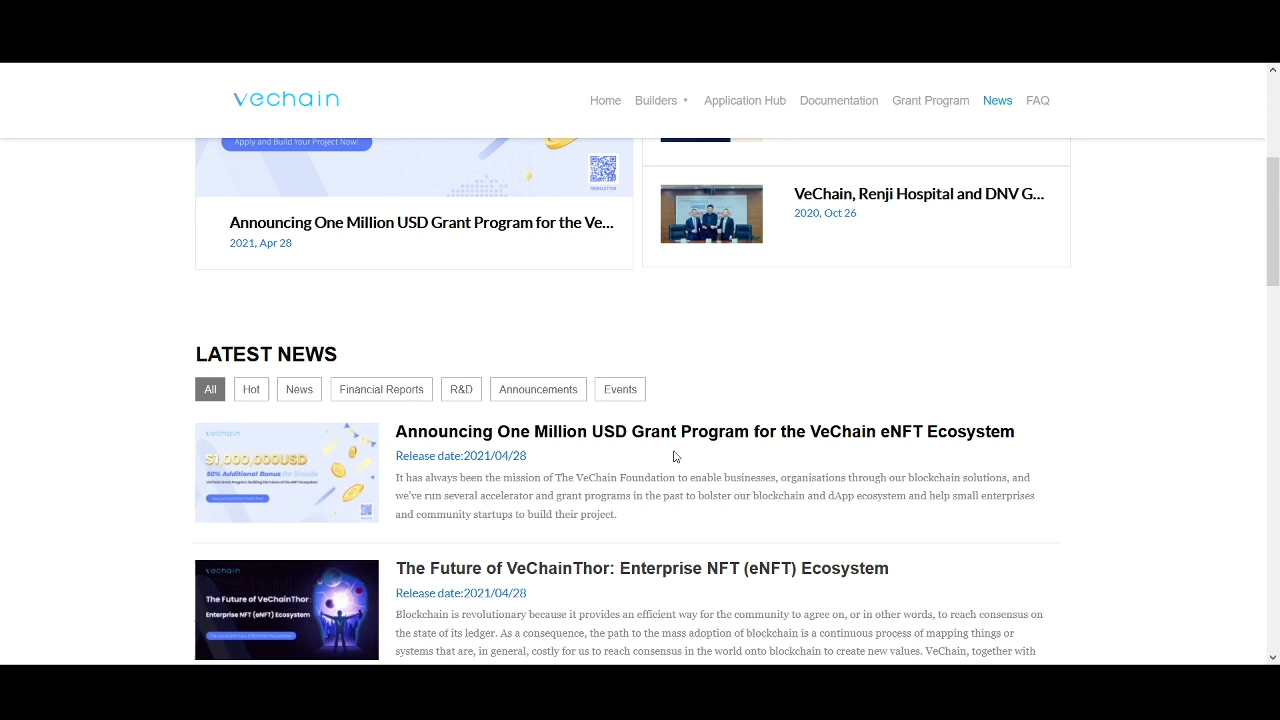 vechain
Home Builders ▼ Application Hub Documentation Grant Program News FAQ
Apply and Build Your Project Now!
NEWSLETTER
Announcing One Million USD Grant Program for the Ve...
2021, Apr 28
VeChain, Renji Hospital and DNV G...
2020, Oct 26
LATEST NEWS
All Hot News Financial Reports R&D Announcements Events
vechain
$1,000,000USD
50% Additional Bonus
Apply and Build Your Project Now!
Announcing One Million USD Grant Program for the VeChain eNFT Ecosystem
Release date:2021/04/28
It has always been the mission of The VeChain Foundation to enable businesses, organisations through our blockchain solutions, and
we've run several accelerator and grant programs in the past to bolster our blockchain and dApp ecosystem and help small enterprises
and community startups to build their project.
vechain
The Future of VeChainThor:
Enterprise NFT (eNFT) Ecosystem
The Future of VeChainThor: Enterprise NFT (eNFT) Ecosystem
Release date:2021/04/28
Blockchain is revolutionary because it provides an efficient way for the community to agree on, or in other words, to reach consensus on
the state of its ledger. As a consequence, the path to the mass adoption of blockchain is a continuous process of mapping things or
systems that are, in general, costly for us to reach consensus in the world onto blockchain to create new values. VeChain, together with